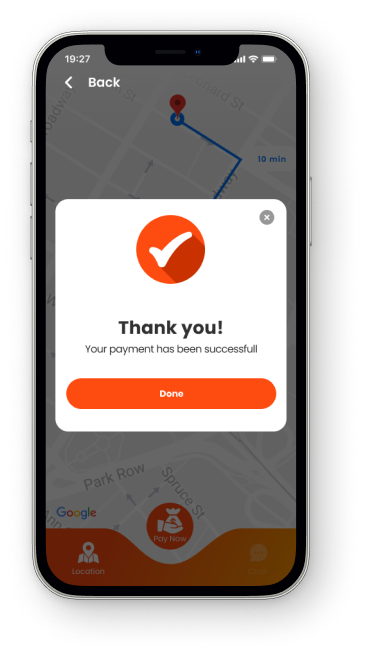 19:27
Back
onard St
10 min
Thank you!
Your payment has been successfull
Done
Park Row
Spruce St
Google
Pay Now
Location